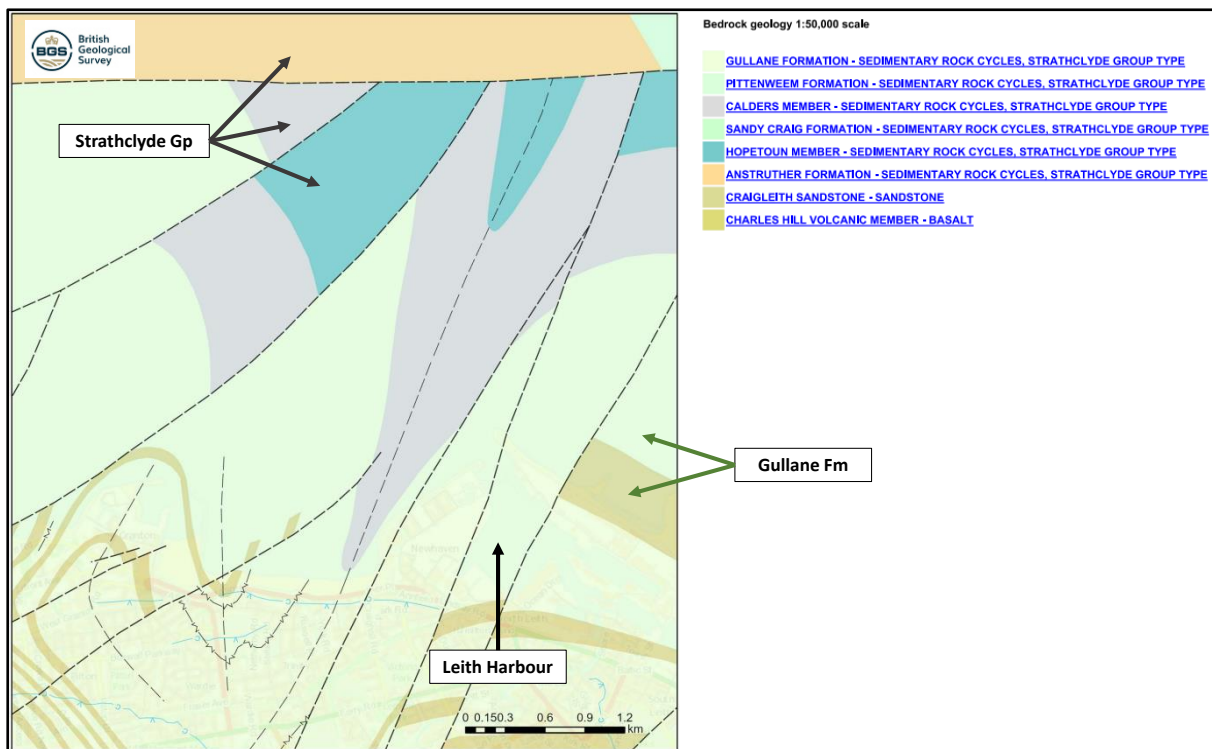 BGS
British
Geological
Survey
Strathclyde Gp
Gullane Fm
Newhaven
Leith Harbour
0 0.15 0.3 0.6 0.9 1.2
km
Bedrock geology 1:50,000 scale
GULLANE FORMATION - SEDIMENTARY ROCK CYCLES, STRATHCLYDE GROUP TYPE
PITTENWEEM FORMATION - SEDIMENTARY ROCK CYCLES, STRATHCLYDE GROUP TYPE
CALDERS MEMBER - SEDIMENTARY ROCK CYCLES, STRATHCLYDE GROUP TYPE
SANDY CRAIG FORMATION - SEDIMENTARY ROCK CYCLES, STRATHCLYDE GROUP TYPE
HOPETOUN MEMBER - SEDIMENTARY ROCK CYCLES, STRATHCLYDE GROUP TYPE
ANSTRUTHER FORMATION - SEDIMENTARY ROCK CYCLES, STRATHCLYDE GROUP TYPE
CRAIGLEITH SANDSTONE - SANDSTONE
CHARLES HILL VOLCANIC MEMBER - BASALT